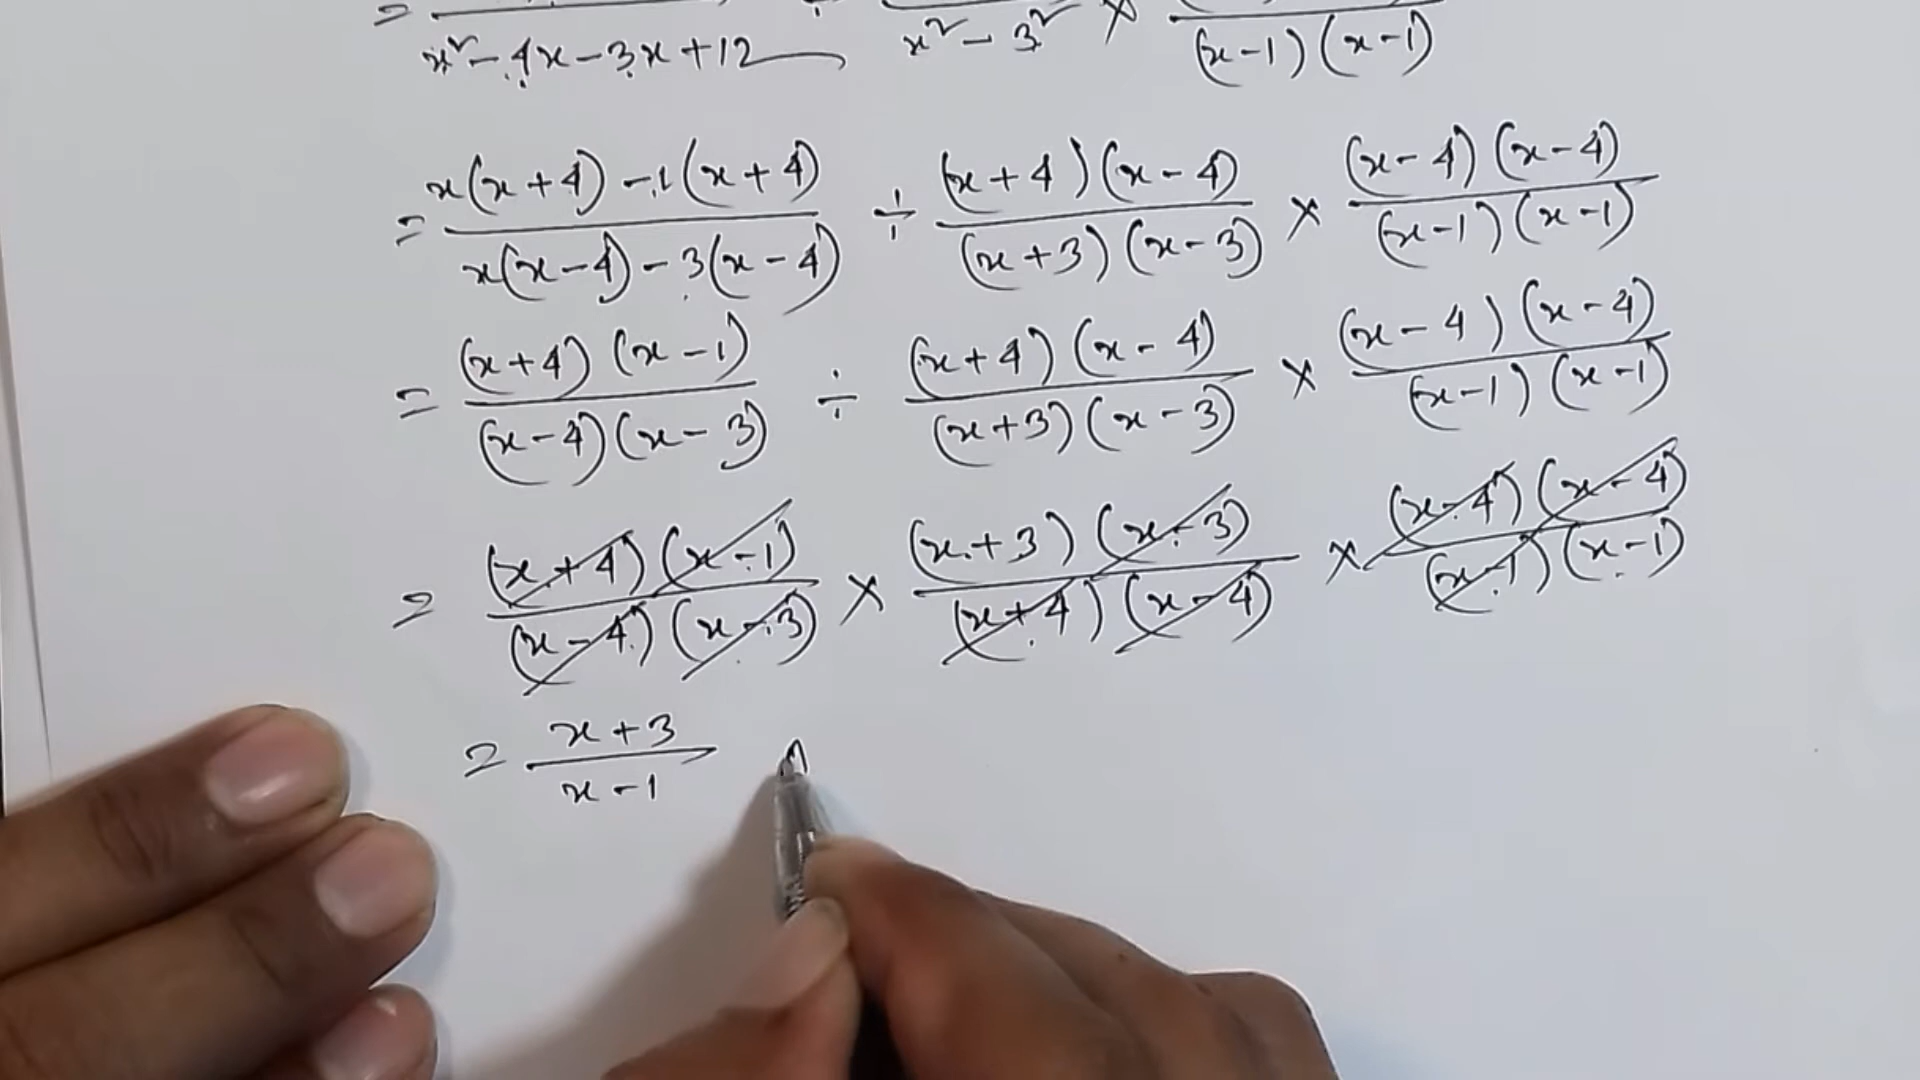 = x² - 4x - 3x + 12 ÷ x² - 3² × (x-1)(x-1)
= x(x+4) - 1(x+4) / x(x-4) - 3(x-4) ÷ (x+4)(x-4) / (x+3)(x-3) × (x-4)(x-4) / (x-1)(x-1)
= (x+4)(x-1) / (x-4)(x-3) ÷ (x+4)(x-4) / (x+3)(x-3) × (x-4)(x-4) / (x-1)(x-1)
= (x+4)(x-1) / (x-4)(x-3) × (x+3)(x-3) / (x+4)(x-4) × (x-4)(x-4) / (x-1)(x-1)
= x+3 / x-1